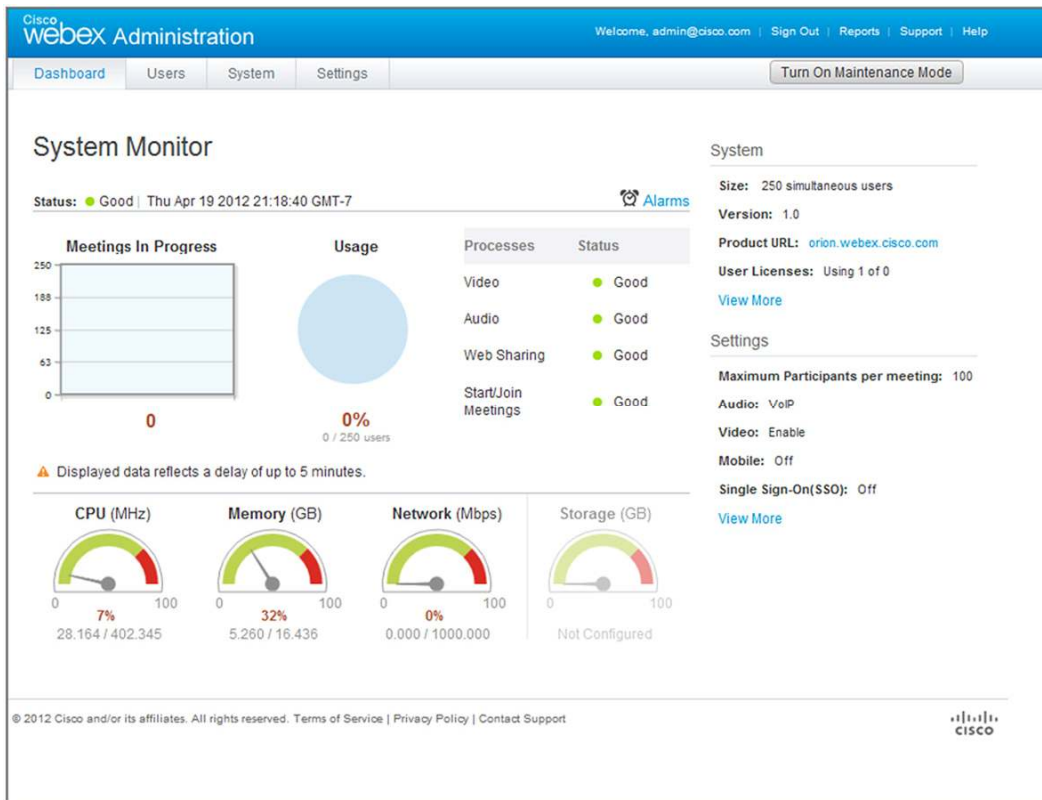 Cisco
webex Administration
Welcome, admin@cisco.com | Sign Out | Reports | Support | Help
Dashboard Users System Settings
Turn On Maintenance Mode
System Monitor
Status: Good | Thu Apr 19 2012 21:18:40 GMT-7
Alarms
Meetings In Progress
250
188
125
63
0
0
Usage
0%
0 / 250 users
Processes Status
Video Good
Audio Good
Web Sharing Good
Start/Join
Meetings Good
Displayed data reflects a delay of up to 5 minutes.
CPU (MHz)
0 100
7%
28.164 / 402.345
Memory (GB)
0 100
32%
5.260 / 16.436
Network (Mbps)
0 100
0%
0.000 / 1000.000
Storage (GB)
0 100
Not Configured
System
Size: 250 simultaneous users
Version: 1.0
Product URL: orion.webex.cisco.com
User Licenses: Using 1 of 0
View More
Settings
Maximum Participants per meeting: 100
Audio: VoIP
Video: Enable
Mobile: Off
Single Sign-On(SSO): Off
View More
© 2012 Cisco and/or its affiliates. All rights reserved. Terms of Service | Privacy Policy | Contact Support
CISCO